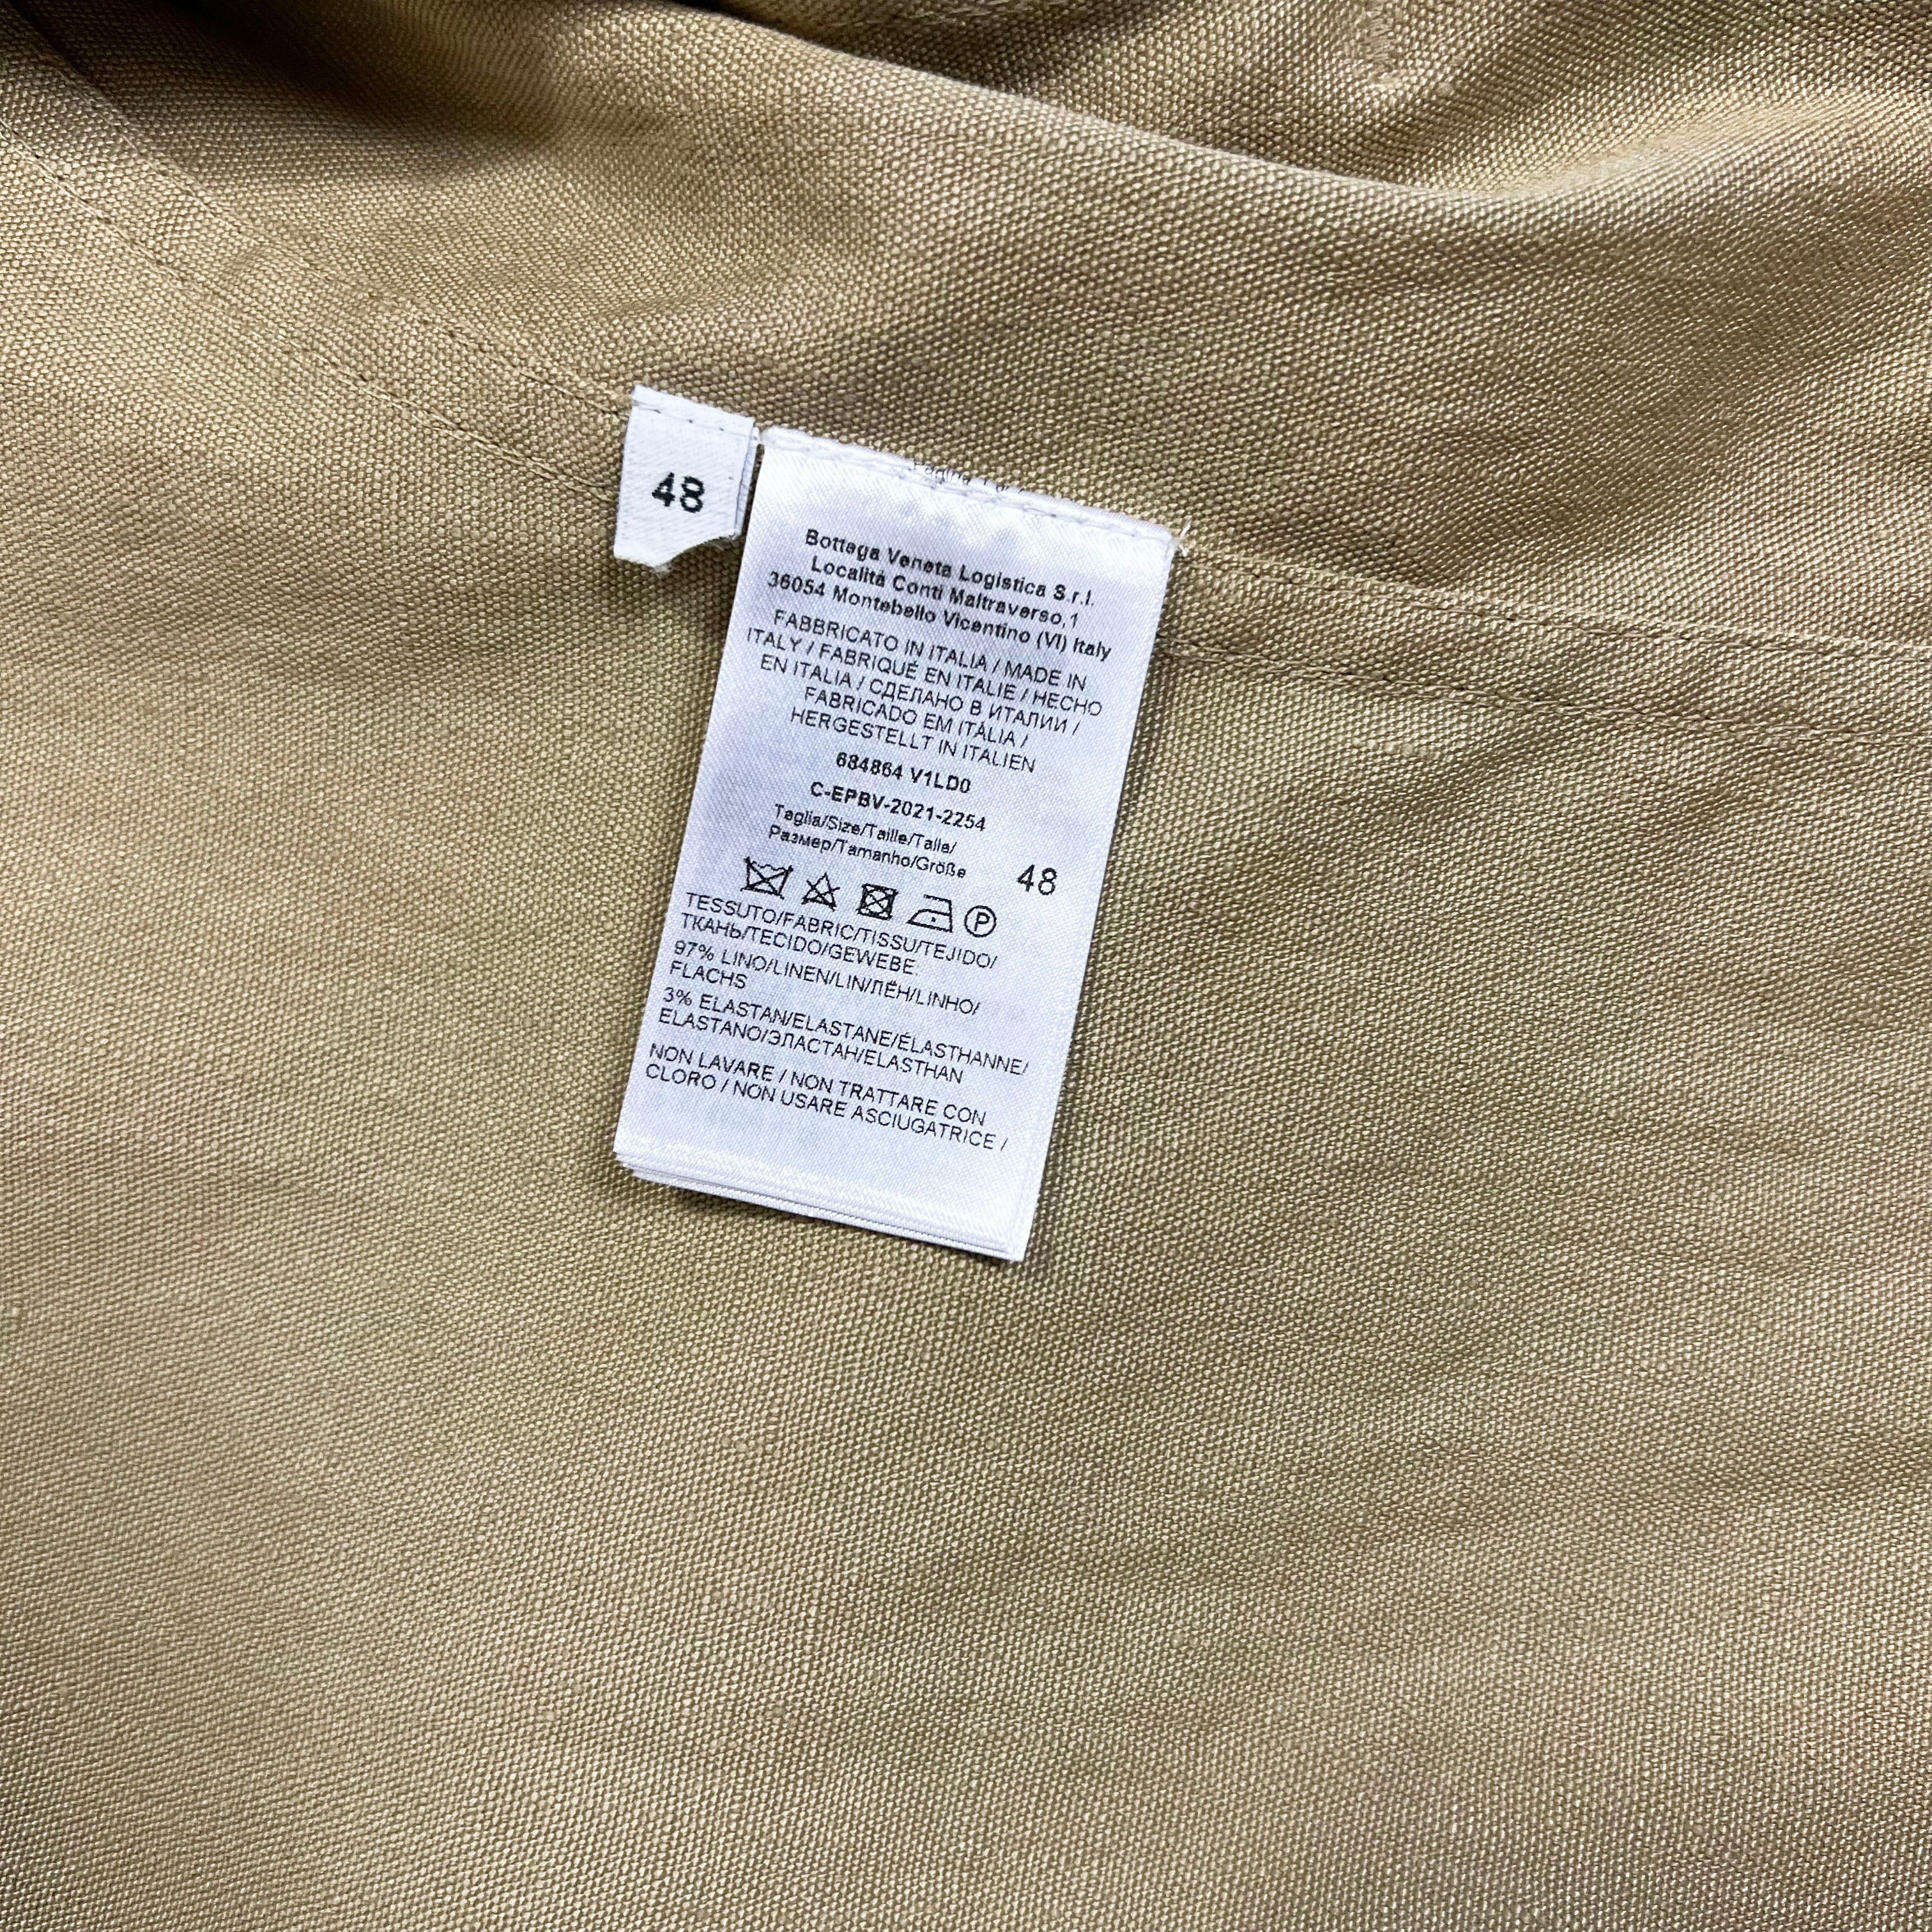 48
Bottega Veneta Logistica S.r.l.
Località Conti Maltraverso,1
36054 Montebello Vicentino (VI) Italy
FABBRICATO IN ITALIA / MADE IN
ITALY / FABRIQUÉ EN ITALIE / HECHO
EN ITALIA / СДЕЛАНО В ИТАЛИИ /
FABRICADO EM ITÁLIA /
HERGESTELLT IN ITALIEN
684864 V1LD0
C-EPBV-2021-2254
Taglia/Size/Taille/Talla/
Размер/Tamanho/Größe 48
P
TESSUTO/FABRIC/TISSU/TEJIDO/
ТКАНЬ/TECIDO/GEWEBE:
97% LINO/LINEN/LIN/ЛЁН/LINHO/
FLACHS
3% ELASTAN/ELASTANE/ÉLASTHANNE/
ELASTANO/ЭЛАСТАН/ELASTHAN
NON LAVARE / NON TRATTARE CON
CLORO / NON USARE ASCIUGATRICE /